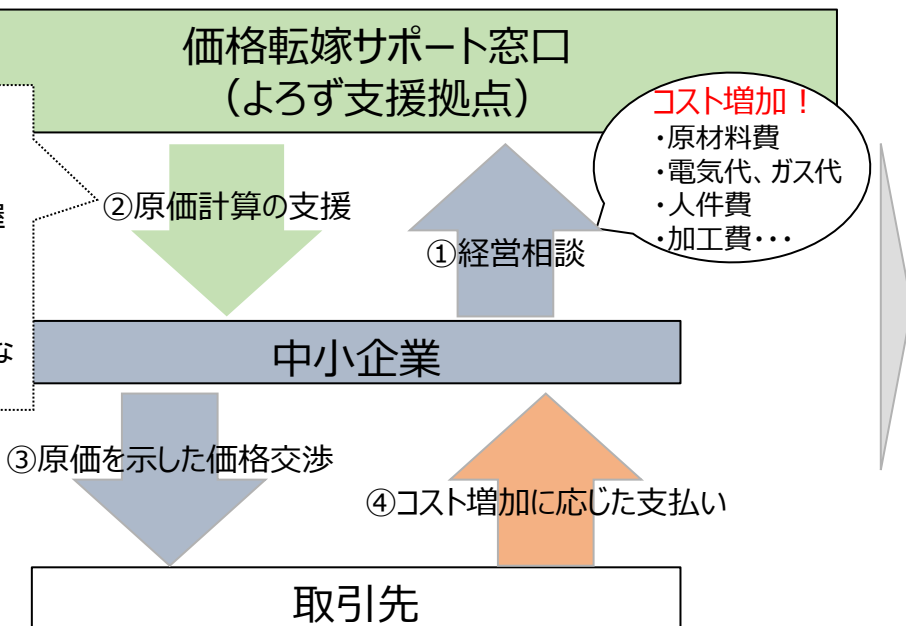 価格転嫁サポート窓口
（よろず支援拠点）
コスト増加！
・原材料費
・電気代、ガス代
・人件費
・加工費・・・
②原価計算の支援
①経営相談
中小企業
③原価を示した価格交渉
④コスト増加に応じた支払い
取引先